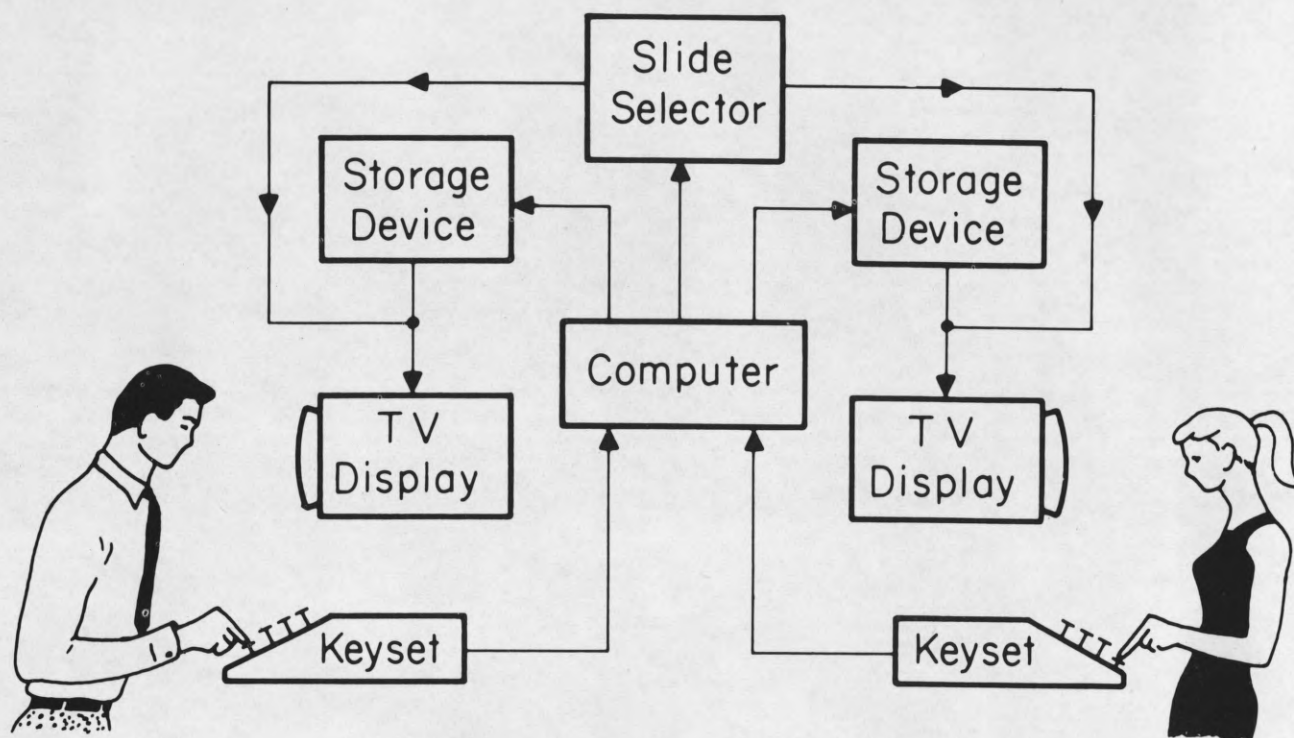 Slide
Selector
Storage
Device
Storage
Device
Computer
TV
Display
TV
Display
Keyset
Keyset